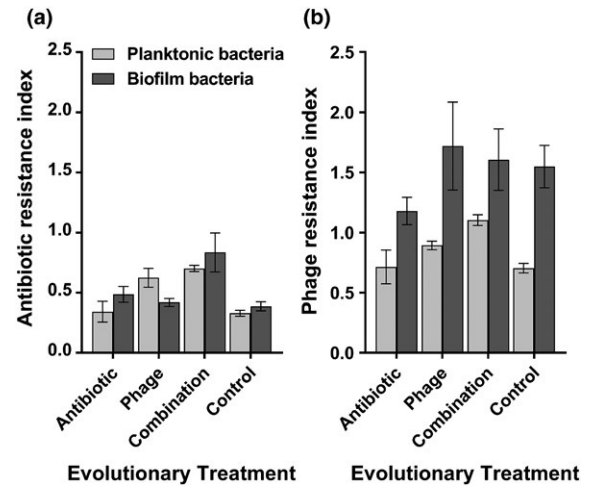 (a)
Antibiotic resistance index
2.5
2.0
1.5
1.0
0.5
0.0
Planktonic bacteria
Biofilm bacteria
Antibiotic
Phage
Combination
Control
Evolutionary Treatment
(b)
Phage resistance index
2.5
2.0
1.5
1.0
0.5
0.0
Antibiotic
Phage
Combination
Control
Evolutionary Treatment